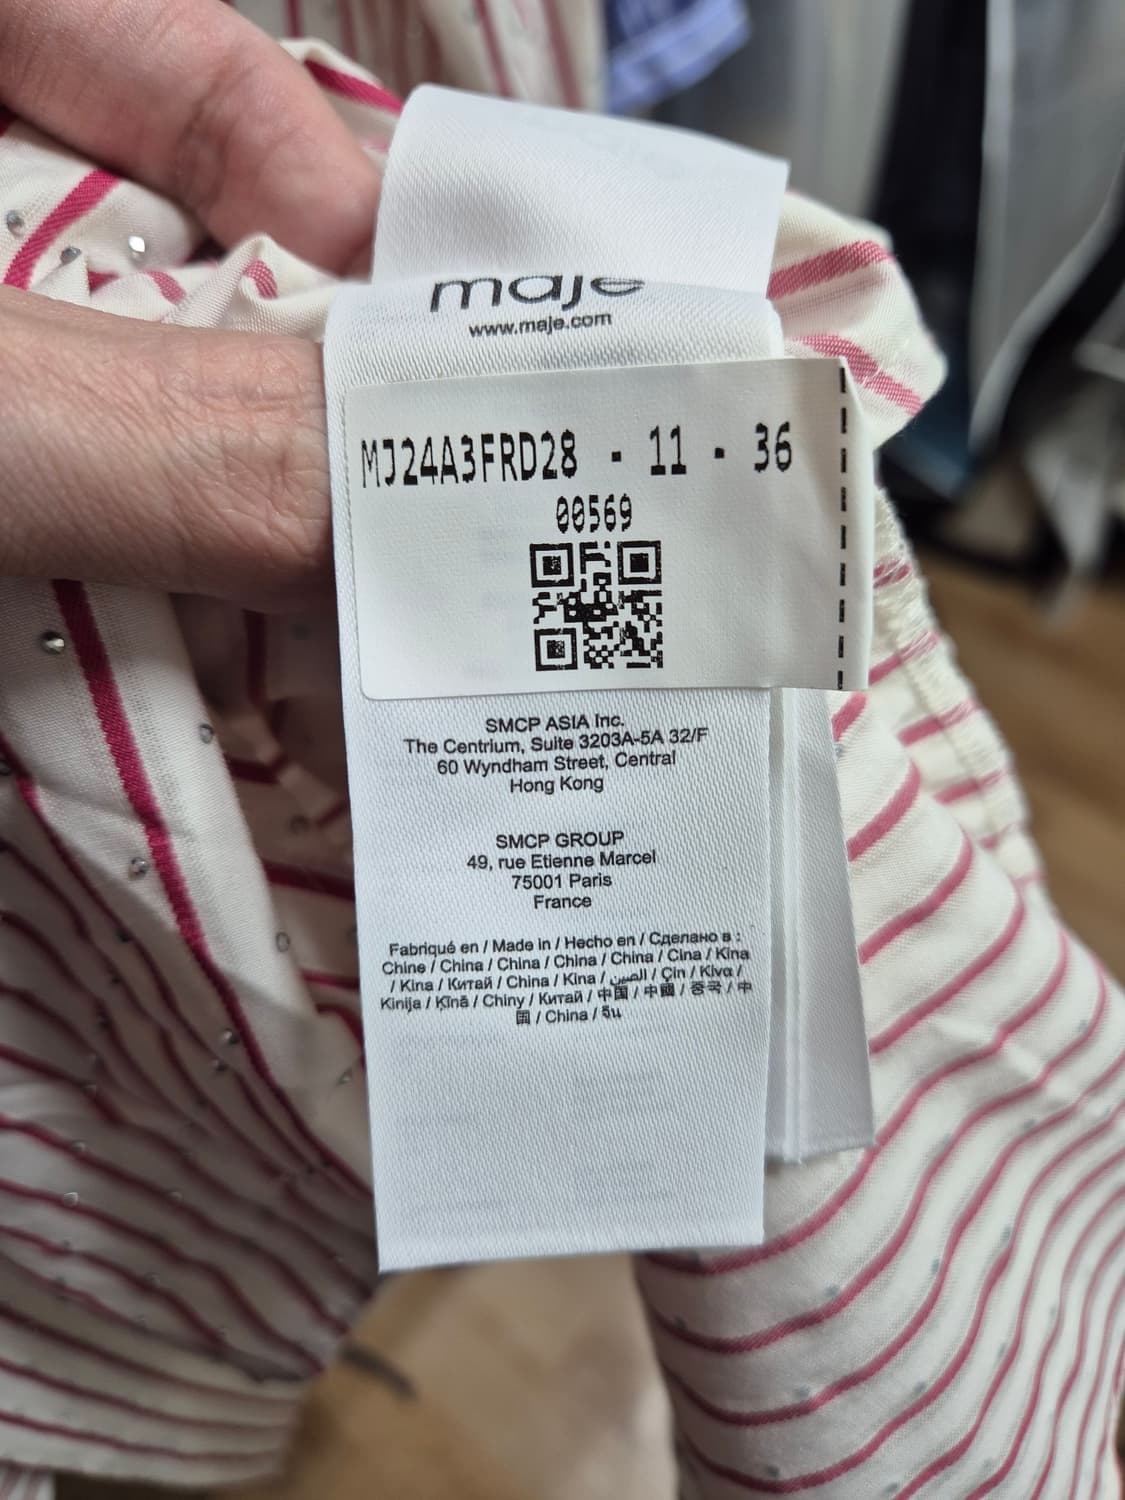 maje
www.maje.com
MJ24A3FRD28 - 11 - 36
00569
SMCP ASIA Inc.
The Centrium, Suite 3203A-5A 32/F
60 Wyndham Street, Central
Hong Kong
SMCP GROUP
49, rue Etienne Marcel
75001 Paris
France
Fabriqué en / Made in / Hecho en / Сделано в :
Chine / China / China / China / China / Cina / Kina
/ Kina / Китай / China / Kina / الصين / Çin / Κίνα /
Kinija / Ķīnā / Chiny / Китай / 中国 / 中國 / 중국 / 中
国 / China / จีน